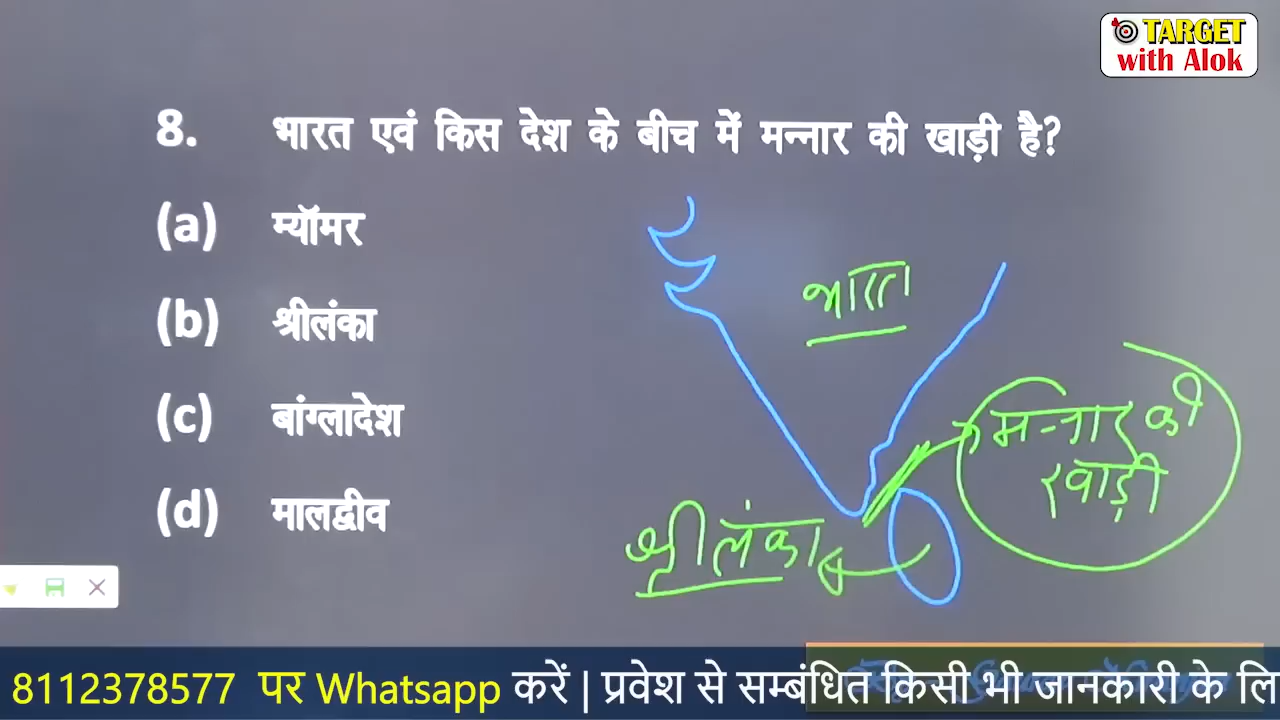 TARGET
with Alok
8. भारत एवं किस देश के बीच में मन्नार की खाड़ी है?
(a) म्यॉमर
(b) श्रीलंका
(c) बांग्लादेश
(d) मालद्वीव
भारत
मन्नार की
खाड़ी
श्रीलंका
8112378577 पर Whatsapp करें | प्रवेश से सम्बंधित किसी भी जानकारी के लि